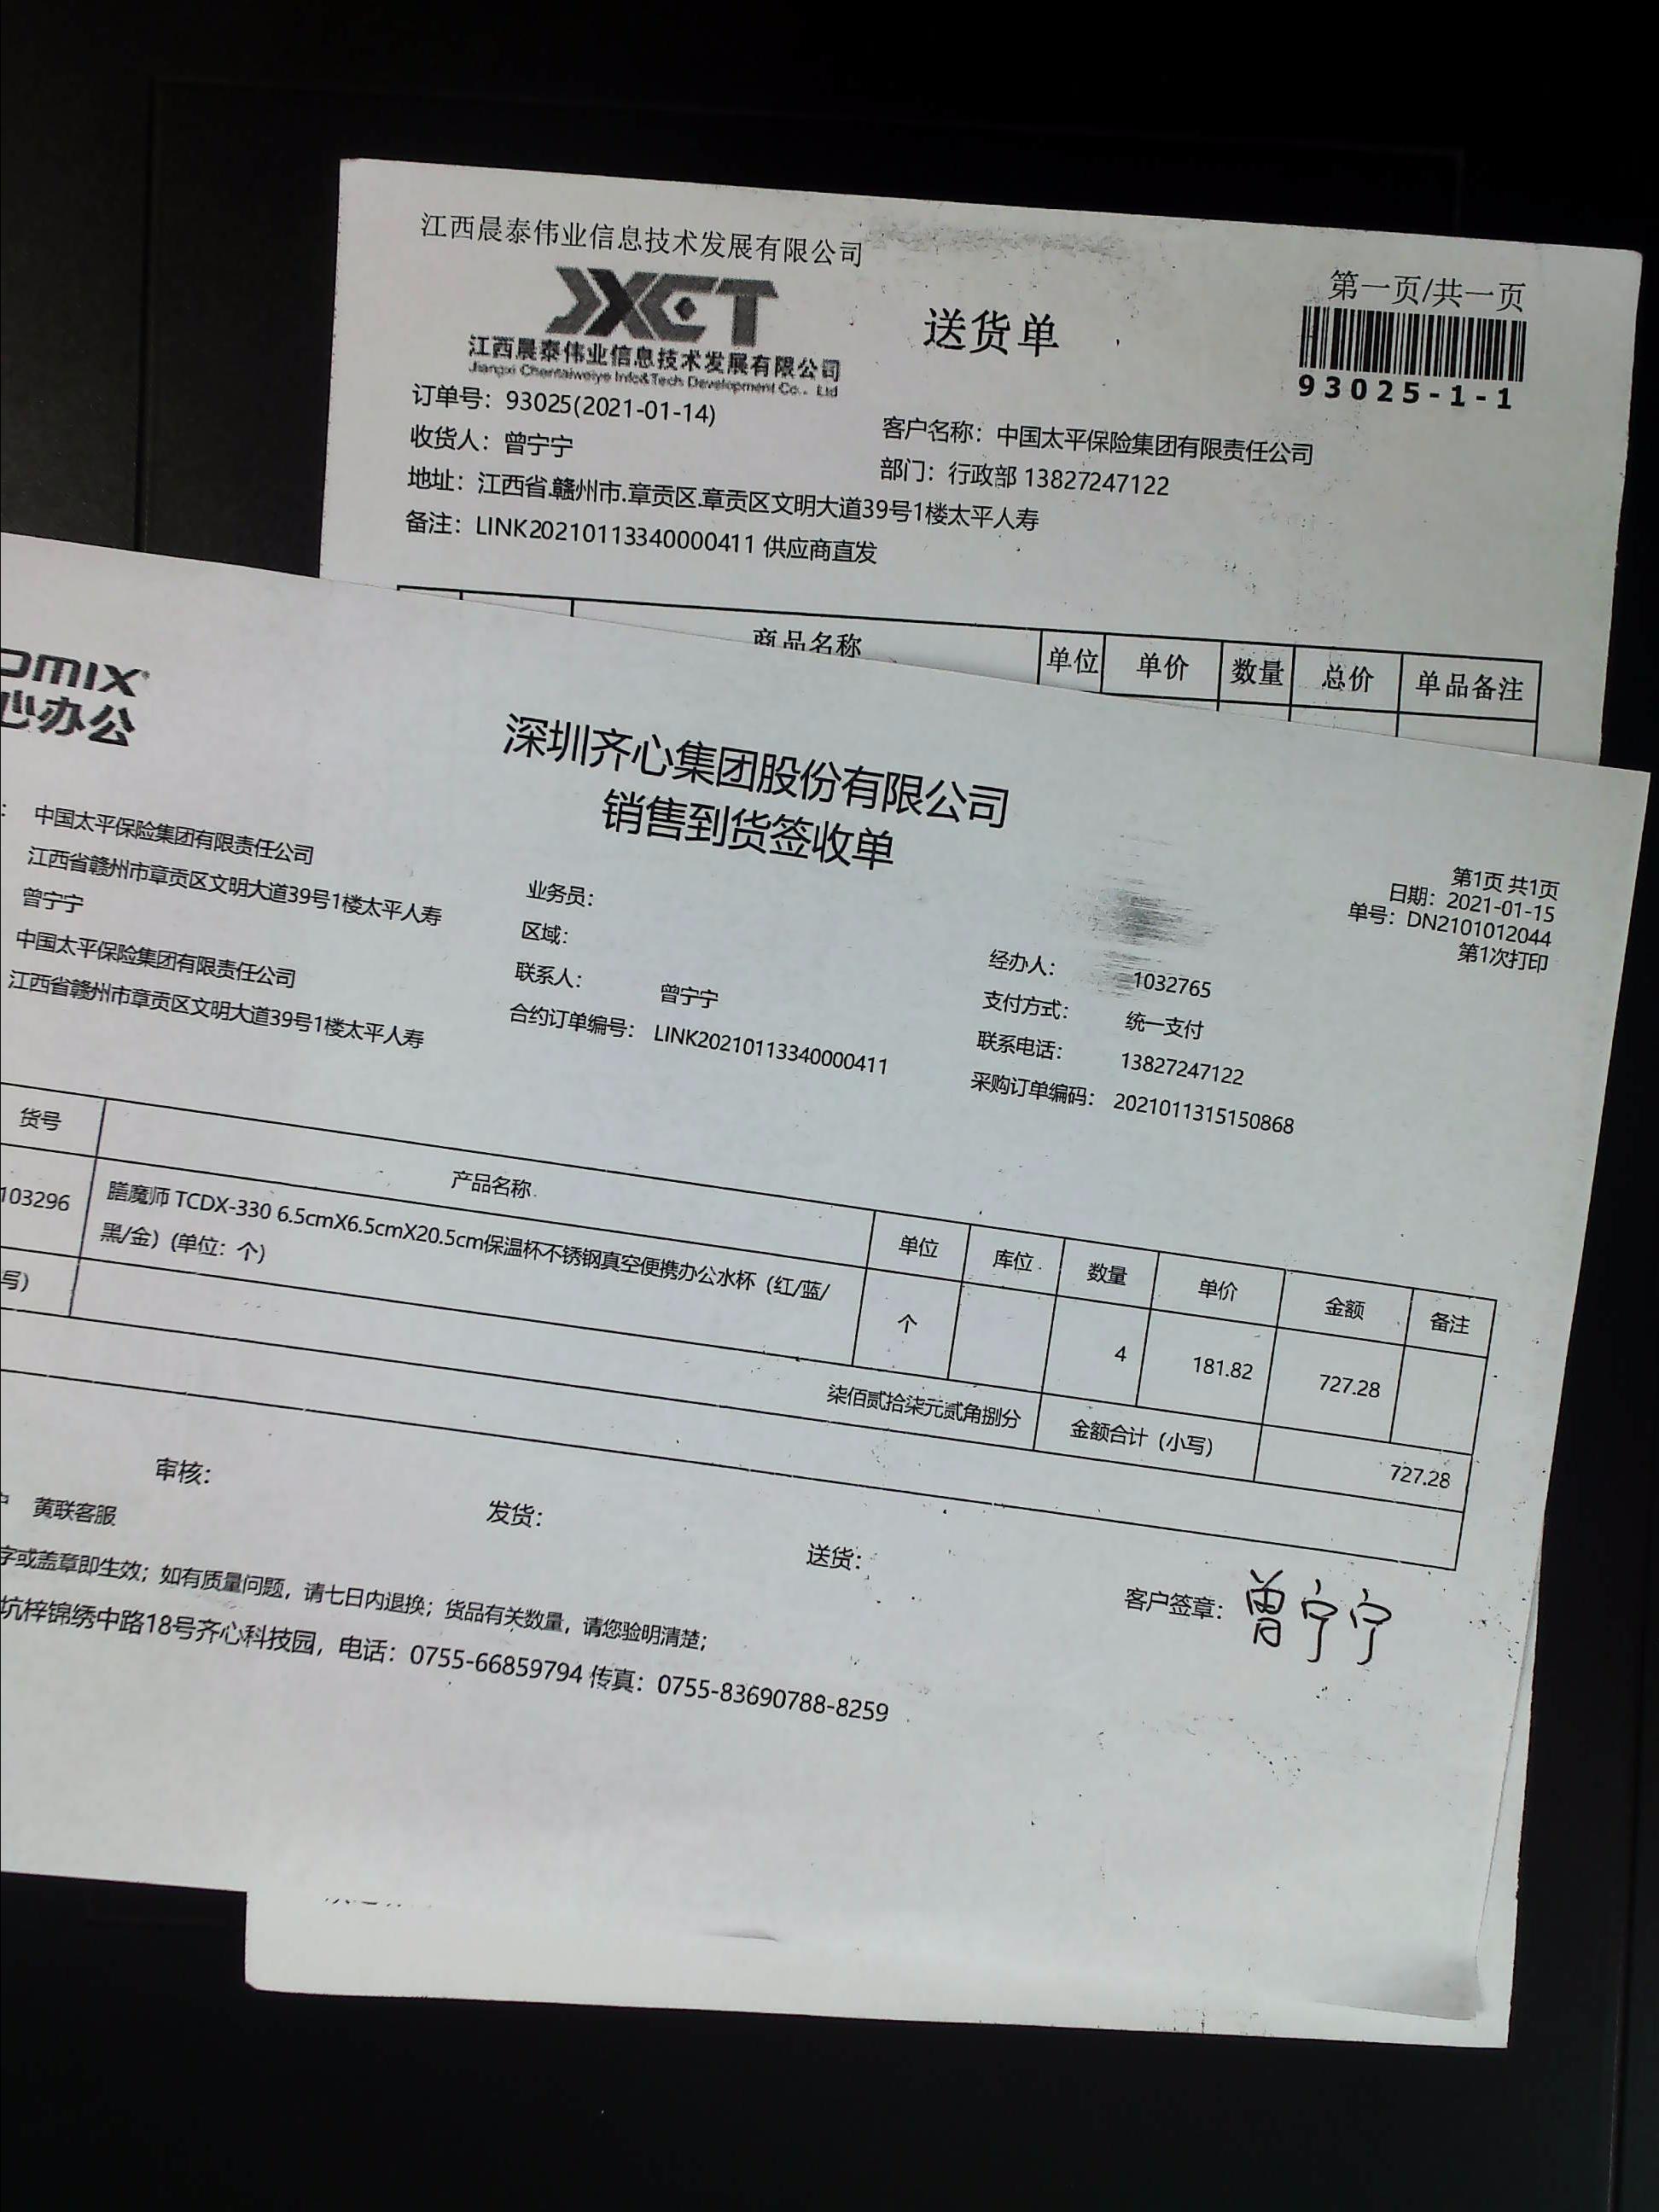 江西晨泰伟业信息技术发展有限公司
XCT
江西晨泰伟业信息技术发展有限公司
Jiangxi Chentaiweiye Info&Tech Development Co.. Ltd
送货单
第一页/共一页
93025-1-1
订单号：93025(2021-01-14)
收货人：曾宁宁
客户名称：中国太平保险集团有限责任公司
部门：行政部 13827247122
地址：江西省.赣州市.章贡区.章贡区文明大道39号1楼太平人寿
备注：LINK20210113340000411 供应商直发
商品名称 单位 单价 数量 总价 单品备注
OMIX
心办公
深圳齐心集团股份有限公司
销售到货签收单
第1页 共1页
日期：2021-01-15
单号：DN2101012044
第1次打印
：中国太平保险集团有限责任公司
江西省赣州市章贡区文明大道39号1楼太平人寿
曾宁宁
中国太平保险集团有限责任公司
江西省赣州市章贡区文明大道39号1楼太平人寿
业务员：
区域：
联系人：曾宁宁
合约订单编号：LINK20210113340000411
经办人：1032765
支付方式：统一支付
联系电话：13827247122
采购订单编码：2021011315150868
货号 产品名称 单位 库位 数量 单价 金额 备注
103296 膳魔师 TCDX-330 6.5cmX6.5cmX20.5cm保温杯不锈钢真空便携办公水杯（红/蓝/
黑/金）(单位：个) 个 4 181.82 727.28
写） 柒佰贰拾柒元贰角捌分 金额合计（小写） 727.28
审核： 发货： 送货： 客户签章：曾宁宁
黄联客服
字或盖章即生效；如有质量问题，请七日内退换；货品有关数量，请您验明清楚；
坑梓锦绣中路18号齐心科技园，电话：0755-66859794 传真：0755-83690788-8259